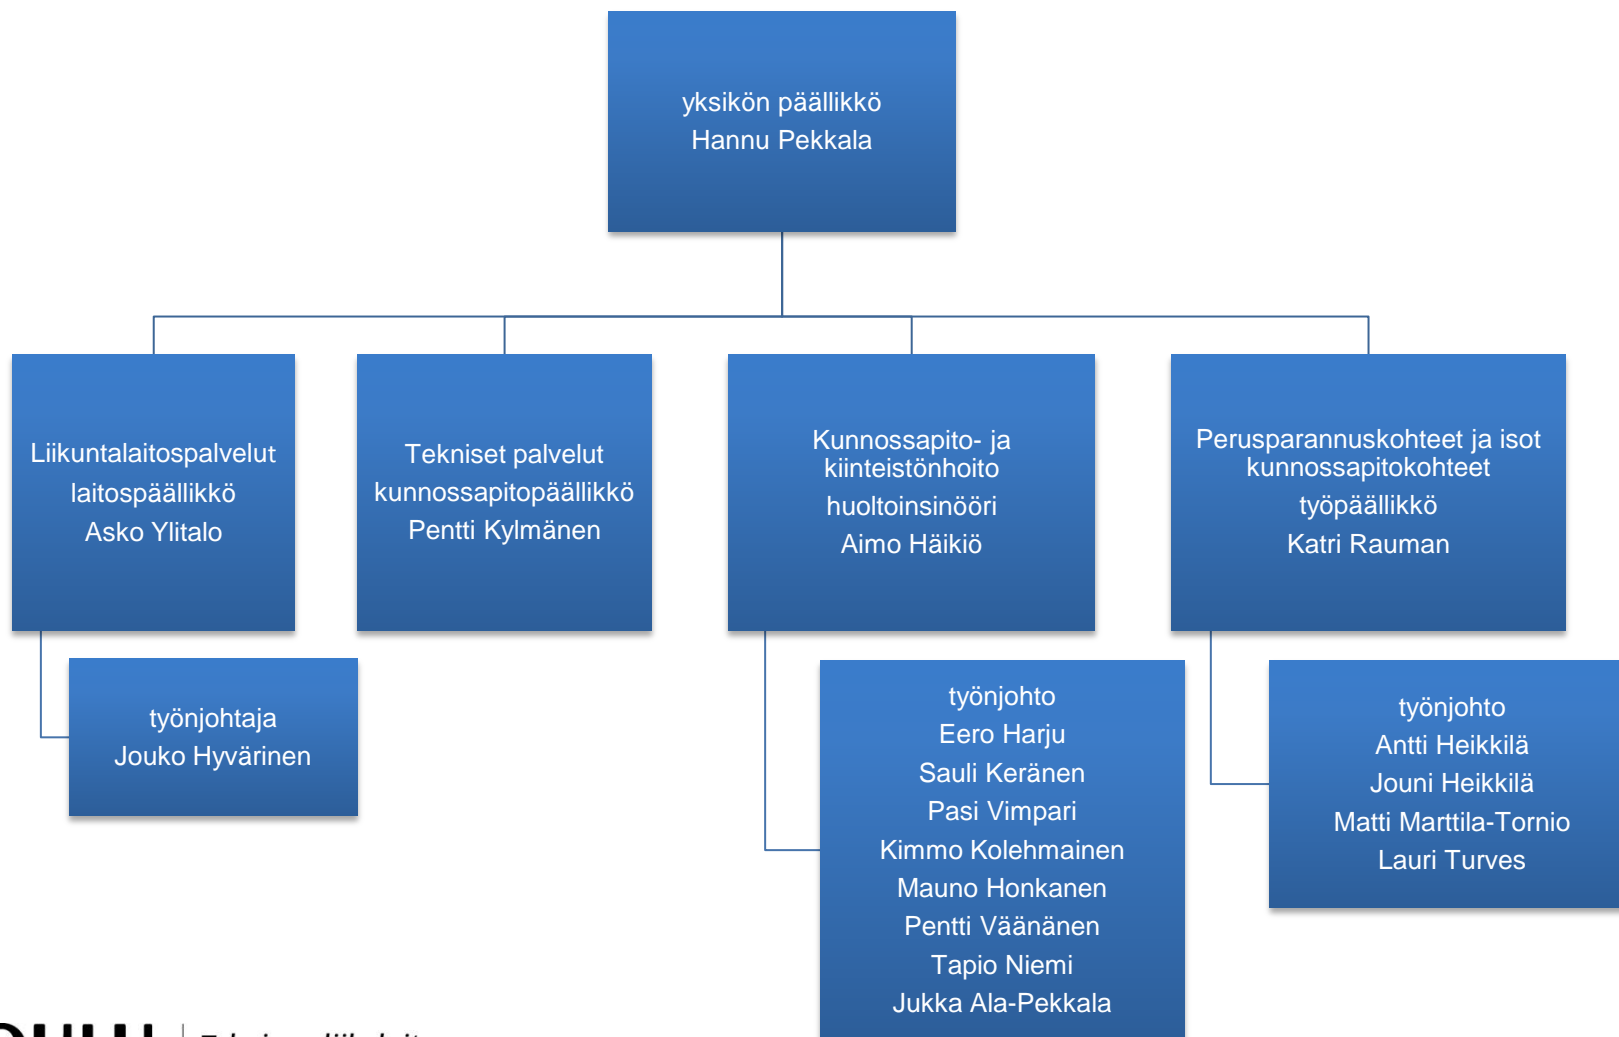 yksikön päällikkö
Hannu Pekkala
Liikuntalaitospalvelut
laitospäällikkö
Asko Ylitalo
Tekniset palvelut
kunnossapitopäällikkö
Pentti Kylmänen
Kunnossapito- ja
kiinteistönhoito
huoltoinsinööri
Aimo Häikiö
Perusparannuskohteet ja isot
kunnossapitokohteet
työpäällikkö
Katri Rauman
työnjohtaja
Jouko Hyvärinen
työnjohto
Eero Harju
Sauli Keränen
Pasi Vimpari
Kimmo Kolehmainen
Mauno Honkanen
Pentti Väänänen
Tapio Niemi
Jukka Ala-Pekkala
työnjohto
Antti Heikkilä
Jouni Heikkilä
Matti Marttila-Tornio
Lauri Turves